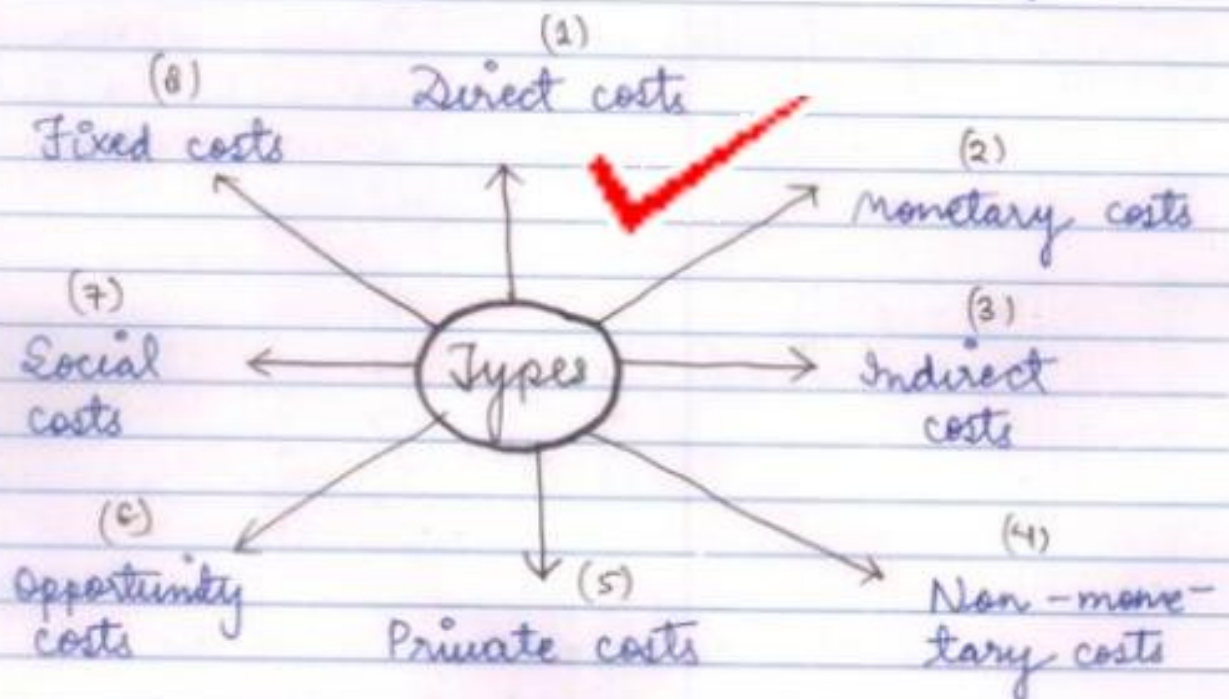 (1)
Direct costs
(2)
Monetary costs
(3)
Indirect
costs
(4)
Non-mone-
tary costs
(5)
Private costs
(6)
Opportunity
costs
(7)
Social
costs
(8)
Fixed costs
Types